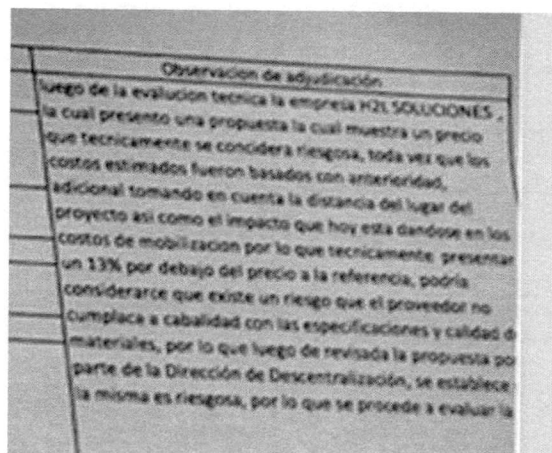 Observacion de adjudicación
luego de la evalucion tecnica la empresa H2L SOLUCIONES ,
la cual presento una propuesta la cual muestra un precio
que tecnicamente se concidera riesgosa, toda vez que los
costos estimados fueron basados con anterioridad,
adicional tomando en cuenta la distancia del lugar del
proyecto asi como el impacto que hoy esta dandose en los
costos de mobilizacion por lo que tecnicamente presentar
un 13% por debajo del precio a la referencia, podría
considerarce que existe un riesgo que el proveedor no
cumplaca a cabalidad con las especificaciones y calidad d
materiales, por lo que luego de revisada la propuesta po
parte de la Dirección de Descentralización, se establece
la misma es riesgosa, por lo que se procede a evaluar la